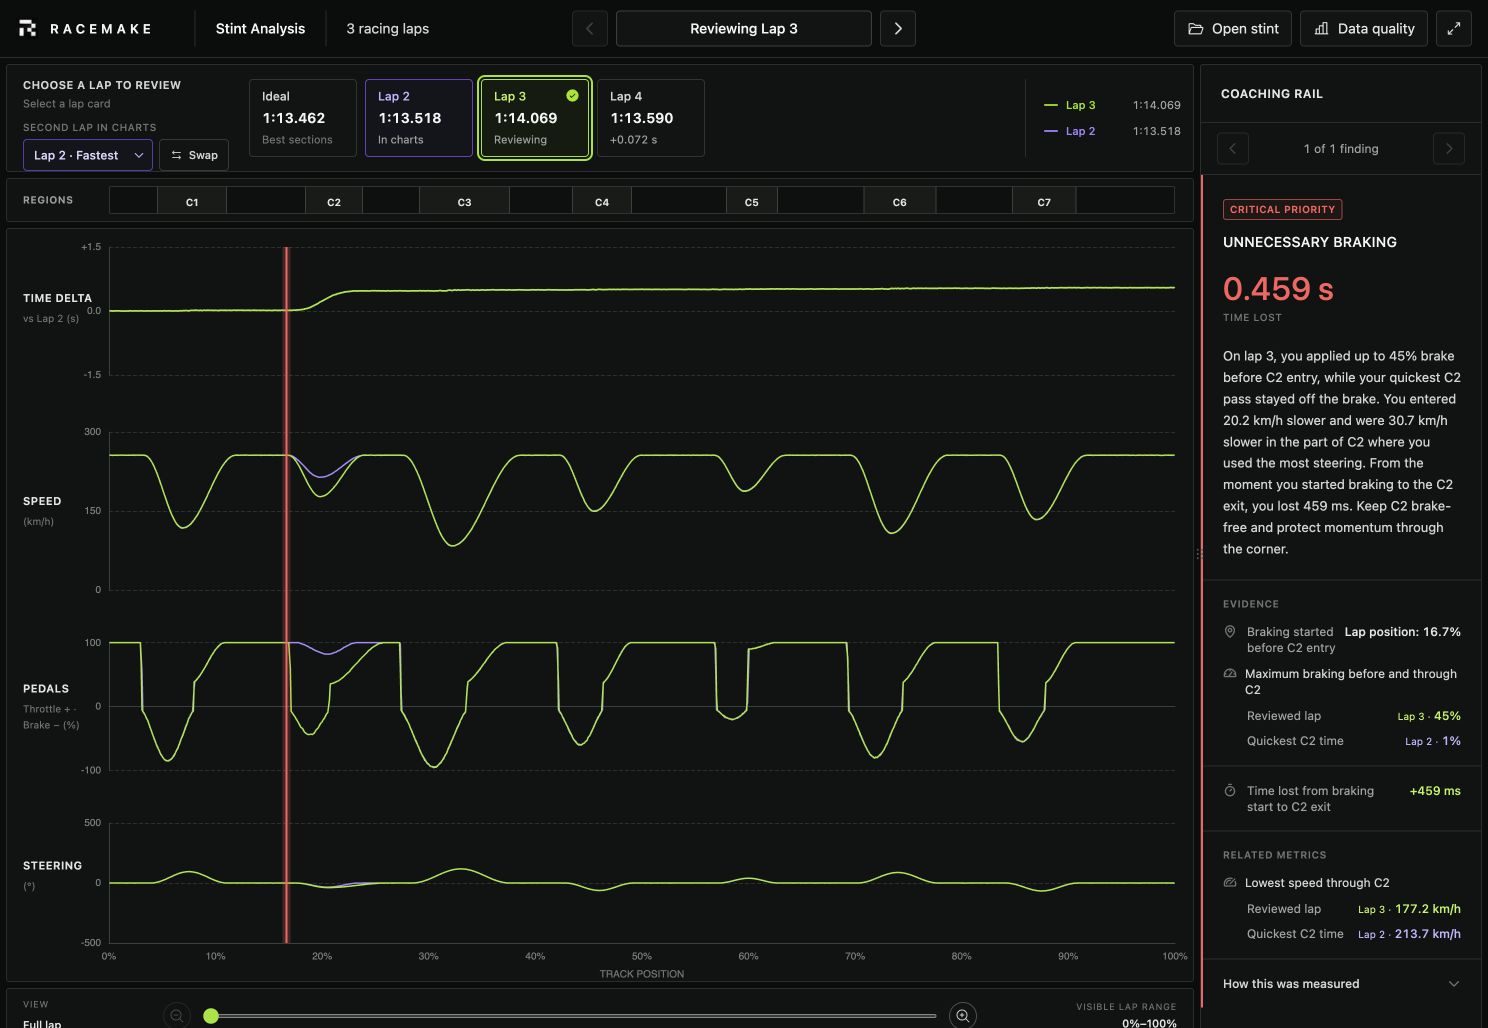 RACEMAKE
Stint Analysis
3 racing laps
Reviewing Lap 3
Open stint
Data quality
CHOOSE A LAP TO REVIEW
Select a lap card
SECOND LAP IN CHARTS
Lap 2 · Fastest
Swap
Ideal
1:13.462
Best sections
Lap 2
1:13.518
In charts
Lap 3
1:14.069
Reviewing
Lap 4
1:13.590
+0.072 s
Lap 3 1:14.069
Lap 2 1:13.518
REGIONS
C1 C2 C3 C4 C5 C6 C7
TIME DELTA
vs Lap 2 (s)
+1.5
0.0
-1.5
SPEED
(km/h)
300
150
0
PEDALS
Throttle + ·
Brake − (%)
100
0
-100
STEERING
(°)
500
0
-500
0% 10% 20% 30% 40% 50% 60% 70% 80% 90% 100%
TRACK POSITION
VIEW
Full lap
VISIBLE LAP RANGE
0%–100%
COACHING RAIL
1 of 1 finding
CRITICAL PRIORITY
UNNECESSARY BRAKING
0.459 s
TIME LOST
On lap 3, you applied up to 45% brake
before C2 entry, while your quickest C2
pass stayed off the brake. You entered
20.2 km/h slower and were 30.7 km/h
slower in the part of C2 where you
used the most steering. From the
moment you started braking to the C2
exit, you lost 459 ms. Keep C2 brake-
free and protect momentum through
the corner.
EVIDENCE
Braking started Lap position: 16.7%
before C2 entry
Maximum braking before and through
C2
Reviewed lap Lap 3 · 45%
Quickest C2 time Lap 2 · 1%
Time lost from braking +459 ms
start to C2 exit
RELATED METRICS
Lowest speed through C2
Reviewed lap Lap 3 · 177.2 km/h
Quickest C2 time Lap 2 · 213.7 km/h
How this was measured